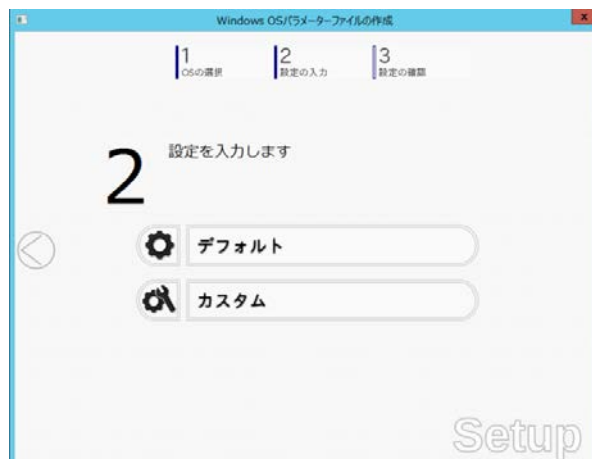 Windows OSパラメーターファイルの作成
x
1
OSの選択
2
設定の入力
3
設定の確認
2
設定を入力します
デフォルト
カスタム
Setup